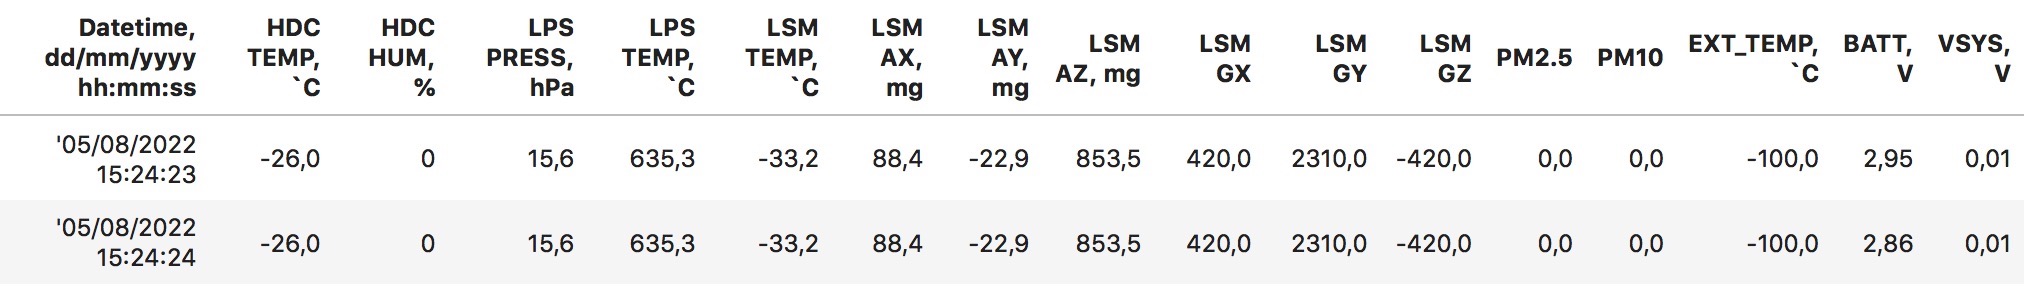 Datetime, dd/mm/yyyy hh:mm:ss HDC TEMP, `C HDC HUM, % LPS PRESS, hPa LPS TEMP, `C LSM TEMP, `C LSM AX, mg LSM AY, mg LSM AZ, mg LSM GX LSM GY LSM GZ PM2.5 PM10 EXT_TEMP, `C BATT, V VSYS, V
'05/08/2022 15:24:23 -26,0 0 15,6 635,3 -33,2 88,4 -22,9 853,5 420,0 2310,0 -420,0 0,0 0,0 -100,0 2,95 0,01
'05/08/2022 15:24:24 -26,0 0 15,6 635,3 -33,2 88,4 -22,9 853,5 420,0 2310,0 -420,0 0,0 0,0 -100,0 2,86 0,01